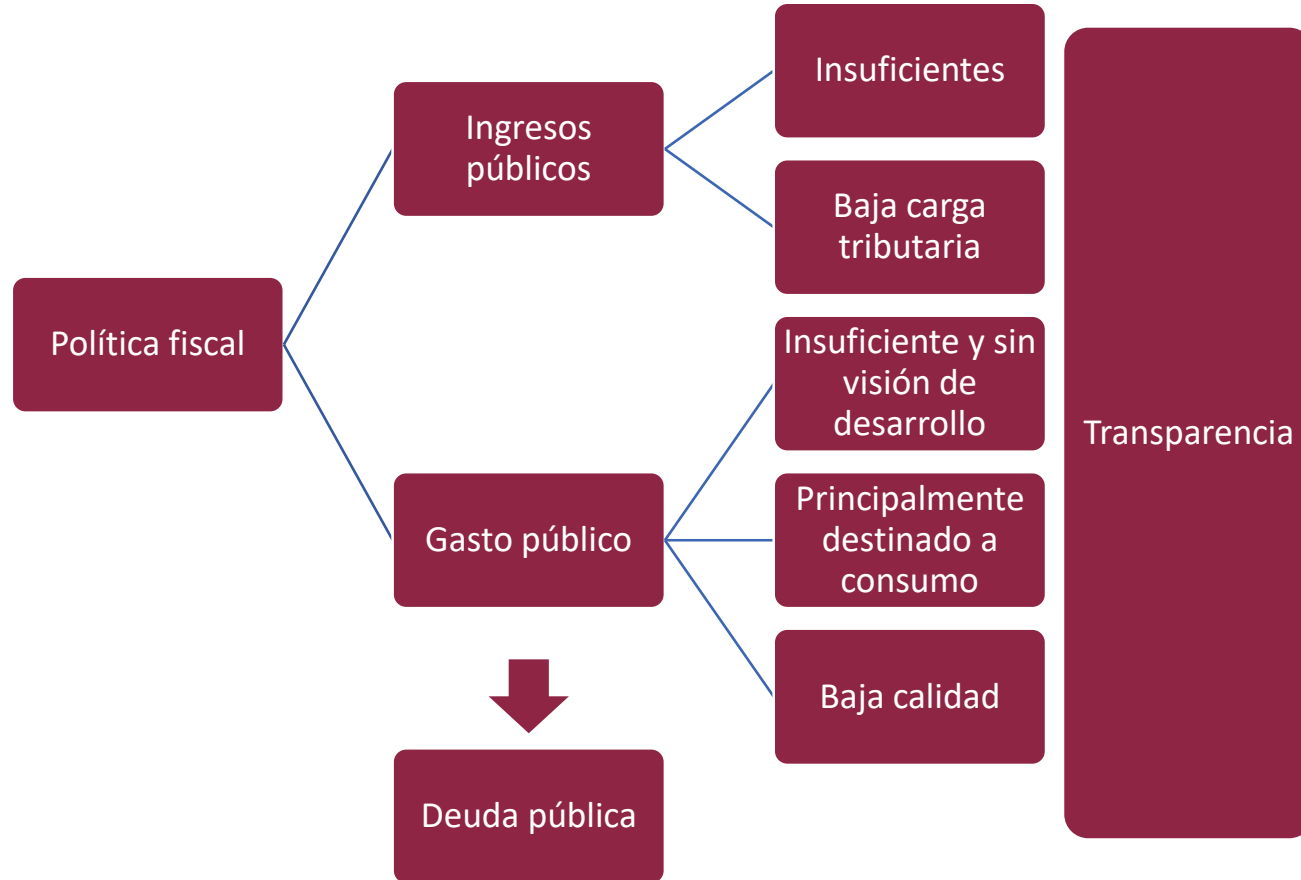 Política fiscal
Ingresos
públicos
Insuficientes
Baja carga
tributaria
Gasto público
Insuficiente y sin
visión de
desarrollo
Principalmente
destinado a
consumo
Baja calidad
Deuda pública
Transparencia